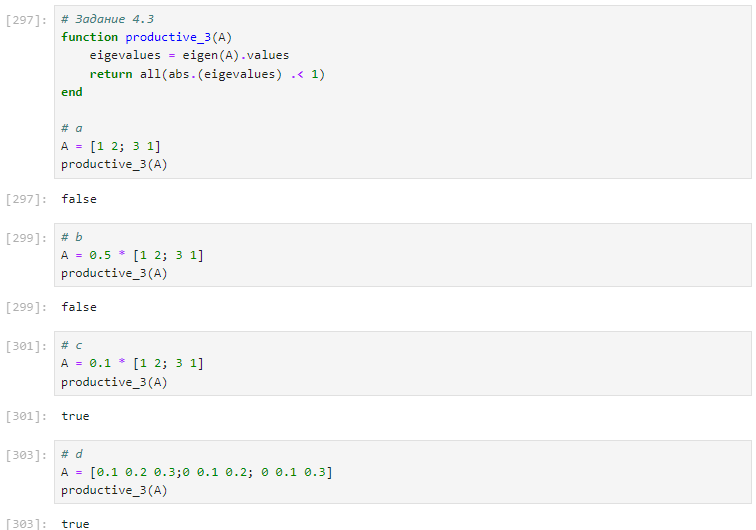 [297]: # Задание 4.3
function productive_3(A)
    eigevalues = eigen(A).values
    return all(abs.(eigevalues) .< 1)
end

# a
A = [1 2; 3 1]
productive_3(A)
[297]: false
[299]: # b
A = 0.5 * [1 2; 3 1]
productive_3(A)
[299]: false
[301]: # c
A = 0.1 * [1 2; 3 1]
productive_3(A)
[301]: true
[303]: # d
A = [0.1 0.2 0.3;0 0.1 0.2; 0 0.1 0.3]
productive_3(A)
[303]: true